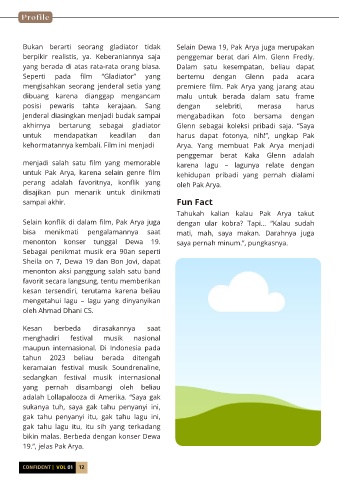 Profile
Bukan berarti seorang gladiator tidak
berpikir realistis, ya. Keberaniannya saja
yang berada di atas rata-rata orang biasa.
Seperti pada film “Gladiator” yang
mengisahkan seorang jenderal setia yang
dibuang karena dianggap mengancam
posisi pewaris tahta kerajaan. Sang
jenderal diasingkan menjadi budak sampai
akhirnya bertarung sebagai gladiator
untuk mendapatkan keadilan dan
kehormatannya kembali. Film ini menjadi
menjadi salah satu film yang memorable
untuk Pak Arya, karena selain genre film
perang adalah favoritnya, konflik yang
disajikan pun menarik untuk dinikmati
sampai akhir.
Selain konflik di dalam film, Pak Arya juga
bisa menikmati pengalamannya saat
menonton konser tunggal Dewa 19.
Sebagai penikmat musik era 90an seperti
Sheila on 7, Dewa 19 dan Bon Jovi, dapat
menonton aksi panggung salah satu band
favorit secara langsung, tentu memberikan
kesan tersendiri, terutama karena beliau
mengetahui lagu – lagu yang dinyanyikan
oleh Ahmad Dhani CS.
Kesan berbeda dirasakannya saat
menghadiri festival musik nasional
maupun internasional. Di Indonesia pada
tahun 2023 beliau berada ditengah
keramaian festival musik Soundrenaline,
sedangkan festival musik internasional
yang pernah disambangi oleh beliau
adalah Lollapalooza di Amerika. “Saya gak
sukanya tuh, saya gak tahu penyanyi ini,
gak tahu penyanyi itu, gak tahu lagu ini,
gak tahu lagu itu, itu sih yang terkadang
bikin malas. Berbeda dengan konser Dewa
19.”, jelas Pak Arya.
Selain Dewa 19, Pak Arya juga merupakan
penggemar berat dari Alm. Glenn Fredly.
Dalam satu kesempatan, beliau dapat
bertemu dengan Glenn pada acara
premiere film. Pak Arya yang jarang atau
malu untuk berada dalam satu frame
dengan selebriti, merasa harus
mengabadikan foto bersama dengan
Glenn sebagai koleksi pribadi saja. “Saya
harus dapat fotonya, nih!”, ungkap Pak
Arya. Yang membuat Pak Arya menjadi
penggemar berat Kaka Glenn adalah
karena lagu – lagunya relate dengan
kehidupan pribadi yang pernah dialami
oleh Pak Arya.
Fun Fact
Tahukah kalian kalau Pak Arya takut
dengan ular kobra? Tapi... “Kalau sudah
mati, mah, saya makan. Darahnya juga
saya pernah minum.”, pungkasnya.
CONFIDENT | VOL 01 12